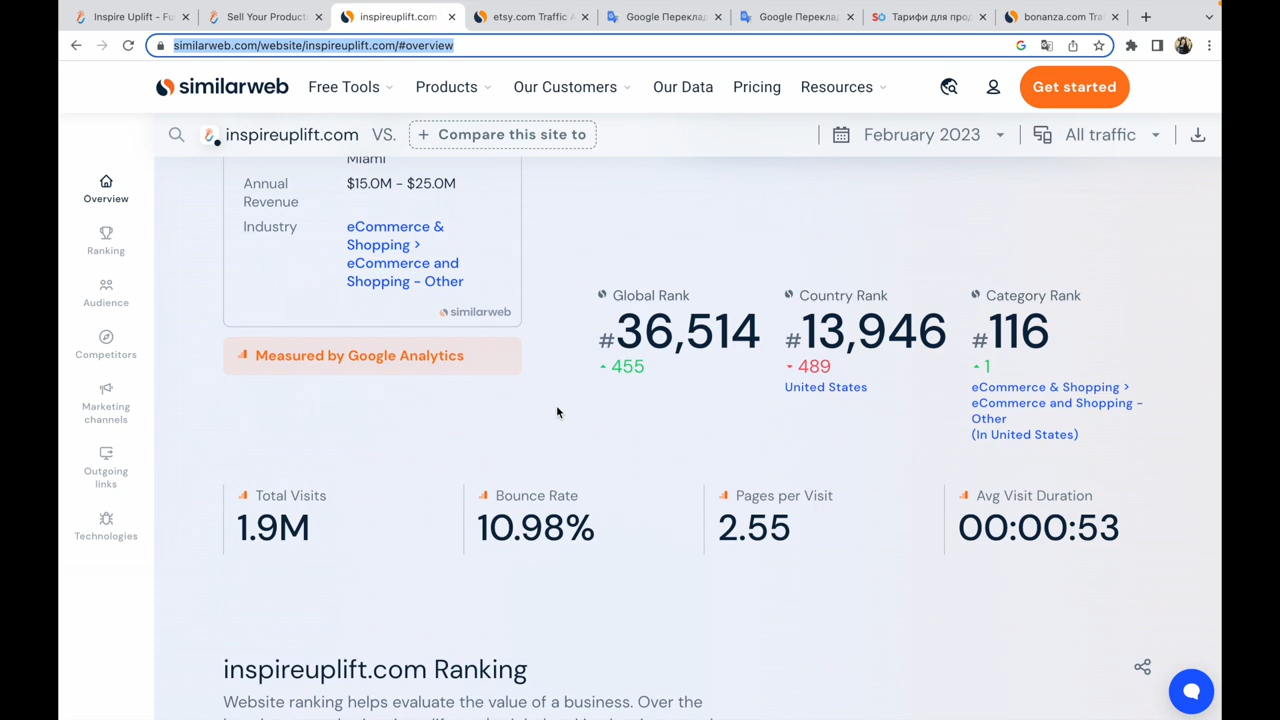 Inspire Uplift - Fu
Sell Your Product
inspireuplift.com
etsy.com Traffic A
Google Переклад
Google Переклад
Тарифи для прод
bonanza.com Tra
similarweb.com/website/inspireuplift.com/#overview
similarweb
Free Tools
Products
Our Customers
Our Data
Pricing
Resources
Get started
inspireuplift.com VS. + Compare this site to
February 2023
All traffic
Overview
Ranking
Audience
Competitors
Marketing
channels
Outgoing
links
Technologies
Miami
Annual
Revenue
$15.0M - $25.0M
Industry
eCommerce &
Shopping >
eCommerce and
Shopping - Other
similarweb
Measured by Google Analytics
Global Rank
#36,514
455
Country Rank
#13,946
489
United States
Category Rank
#116
1
eCommerce & Shopping >
eCommerce and Shopping -
Other
(In United States)
Total Visits
1.9M
Bounce Rate
10.98%
Pages per Visit
2.55
Avg Visit Duration
00:00:53
inspireuplift.com Ranking
Website ranking helps evaluate the value of a business. Over the